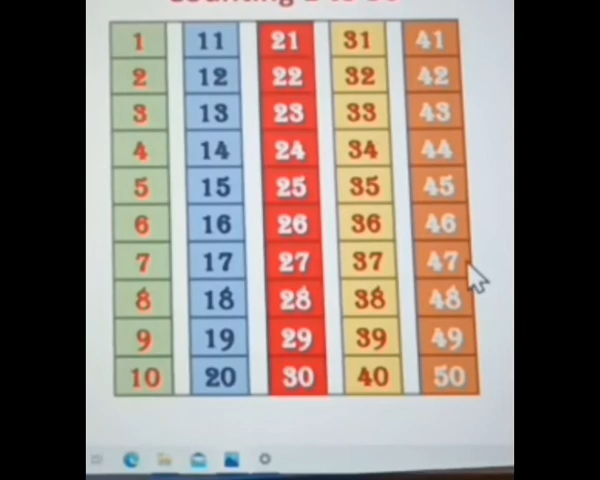 1 11 21 31 41
2 12 22 32 42
3 13 23 33 43
4 14 24 34 44
5 15 25 35 45
6 16 26 36 46
7 17 27 37 47
8 18 28 38 48
9 19 29 39 49
10 20 30 40 50